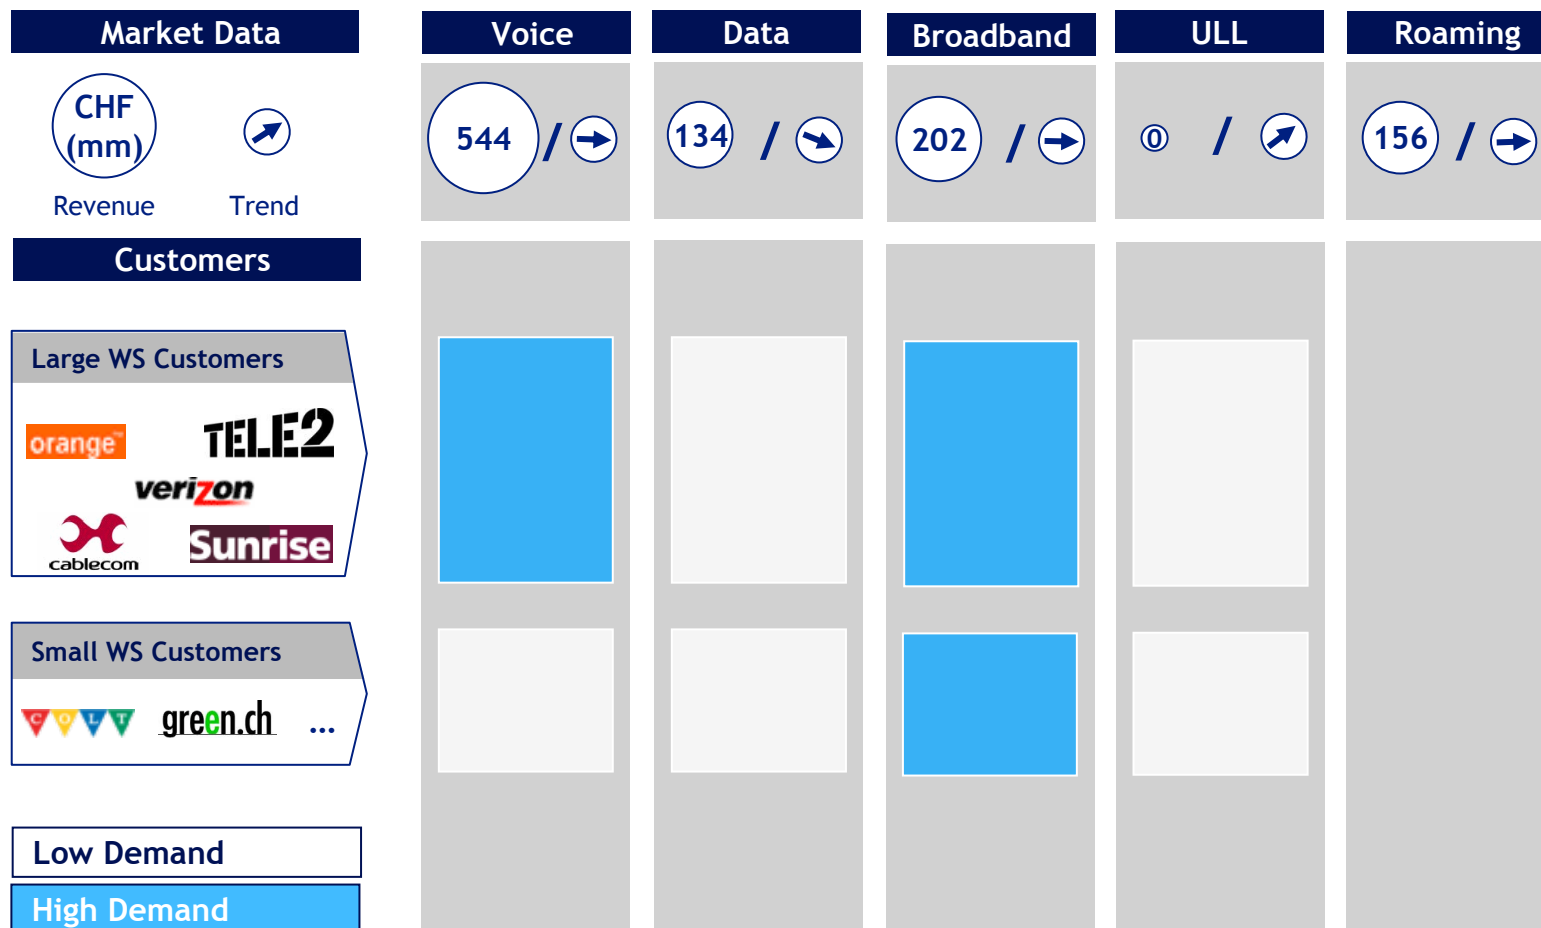 Market Data
Voice
Data
Broadband
ULL
Roaming
CHF
(mm)
Revenue
Trend
544 /
134 /
202 /
0 /
156 /
Customers
Large WS Customers
orange™
TELE2
verizon
cablecom
Sunrise
Small WS Customers
COLT
green.ch
...
Low Demand
High Demand